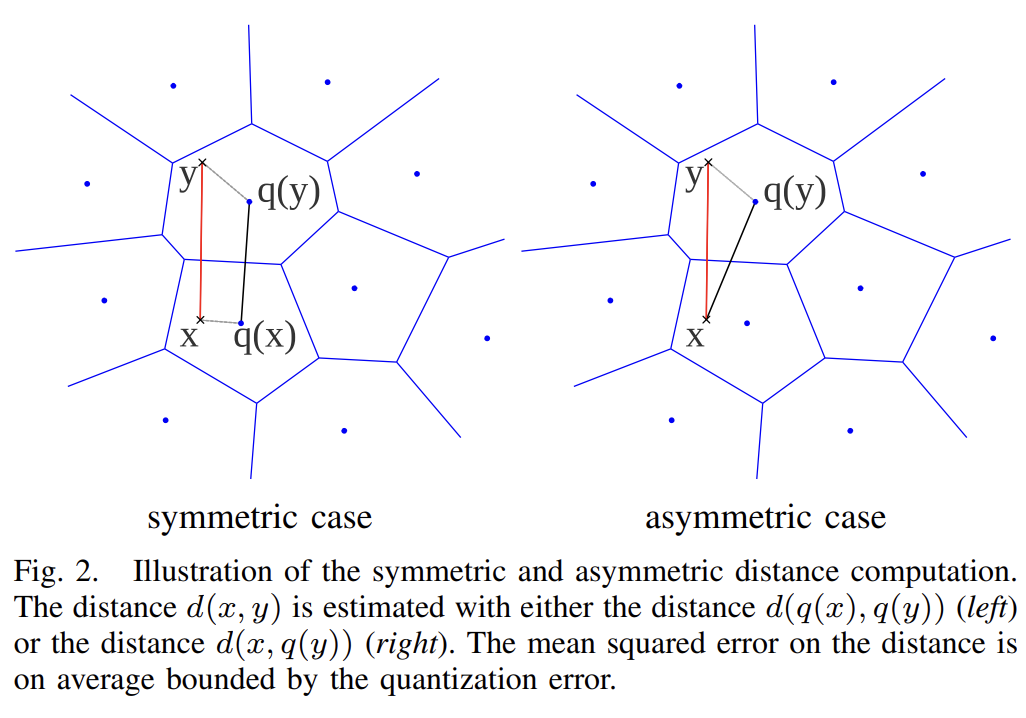 y
q(y)
x
q(x)
y
q(y)
x
symmetric case
asymmetric case
Fig. 2. Illustration of the symmetric and asymmetric distance computation.
The distance d(x, y) is estimated with either the distance d(q(x), q(y)) (left)
or the distance d(x, q(y)) (right). The mean squared error on the distance is
on average bounded by the quantization error.